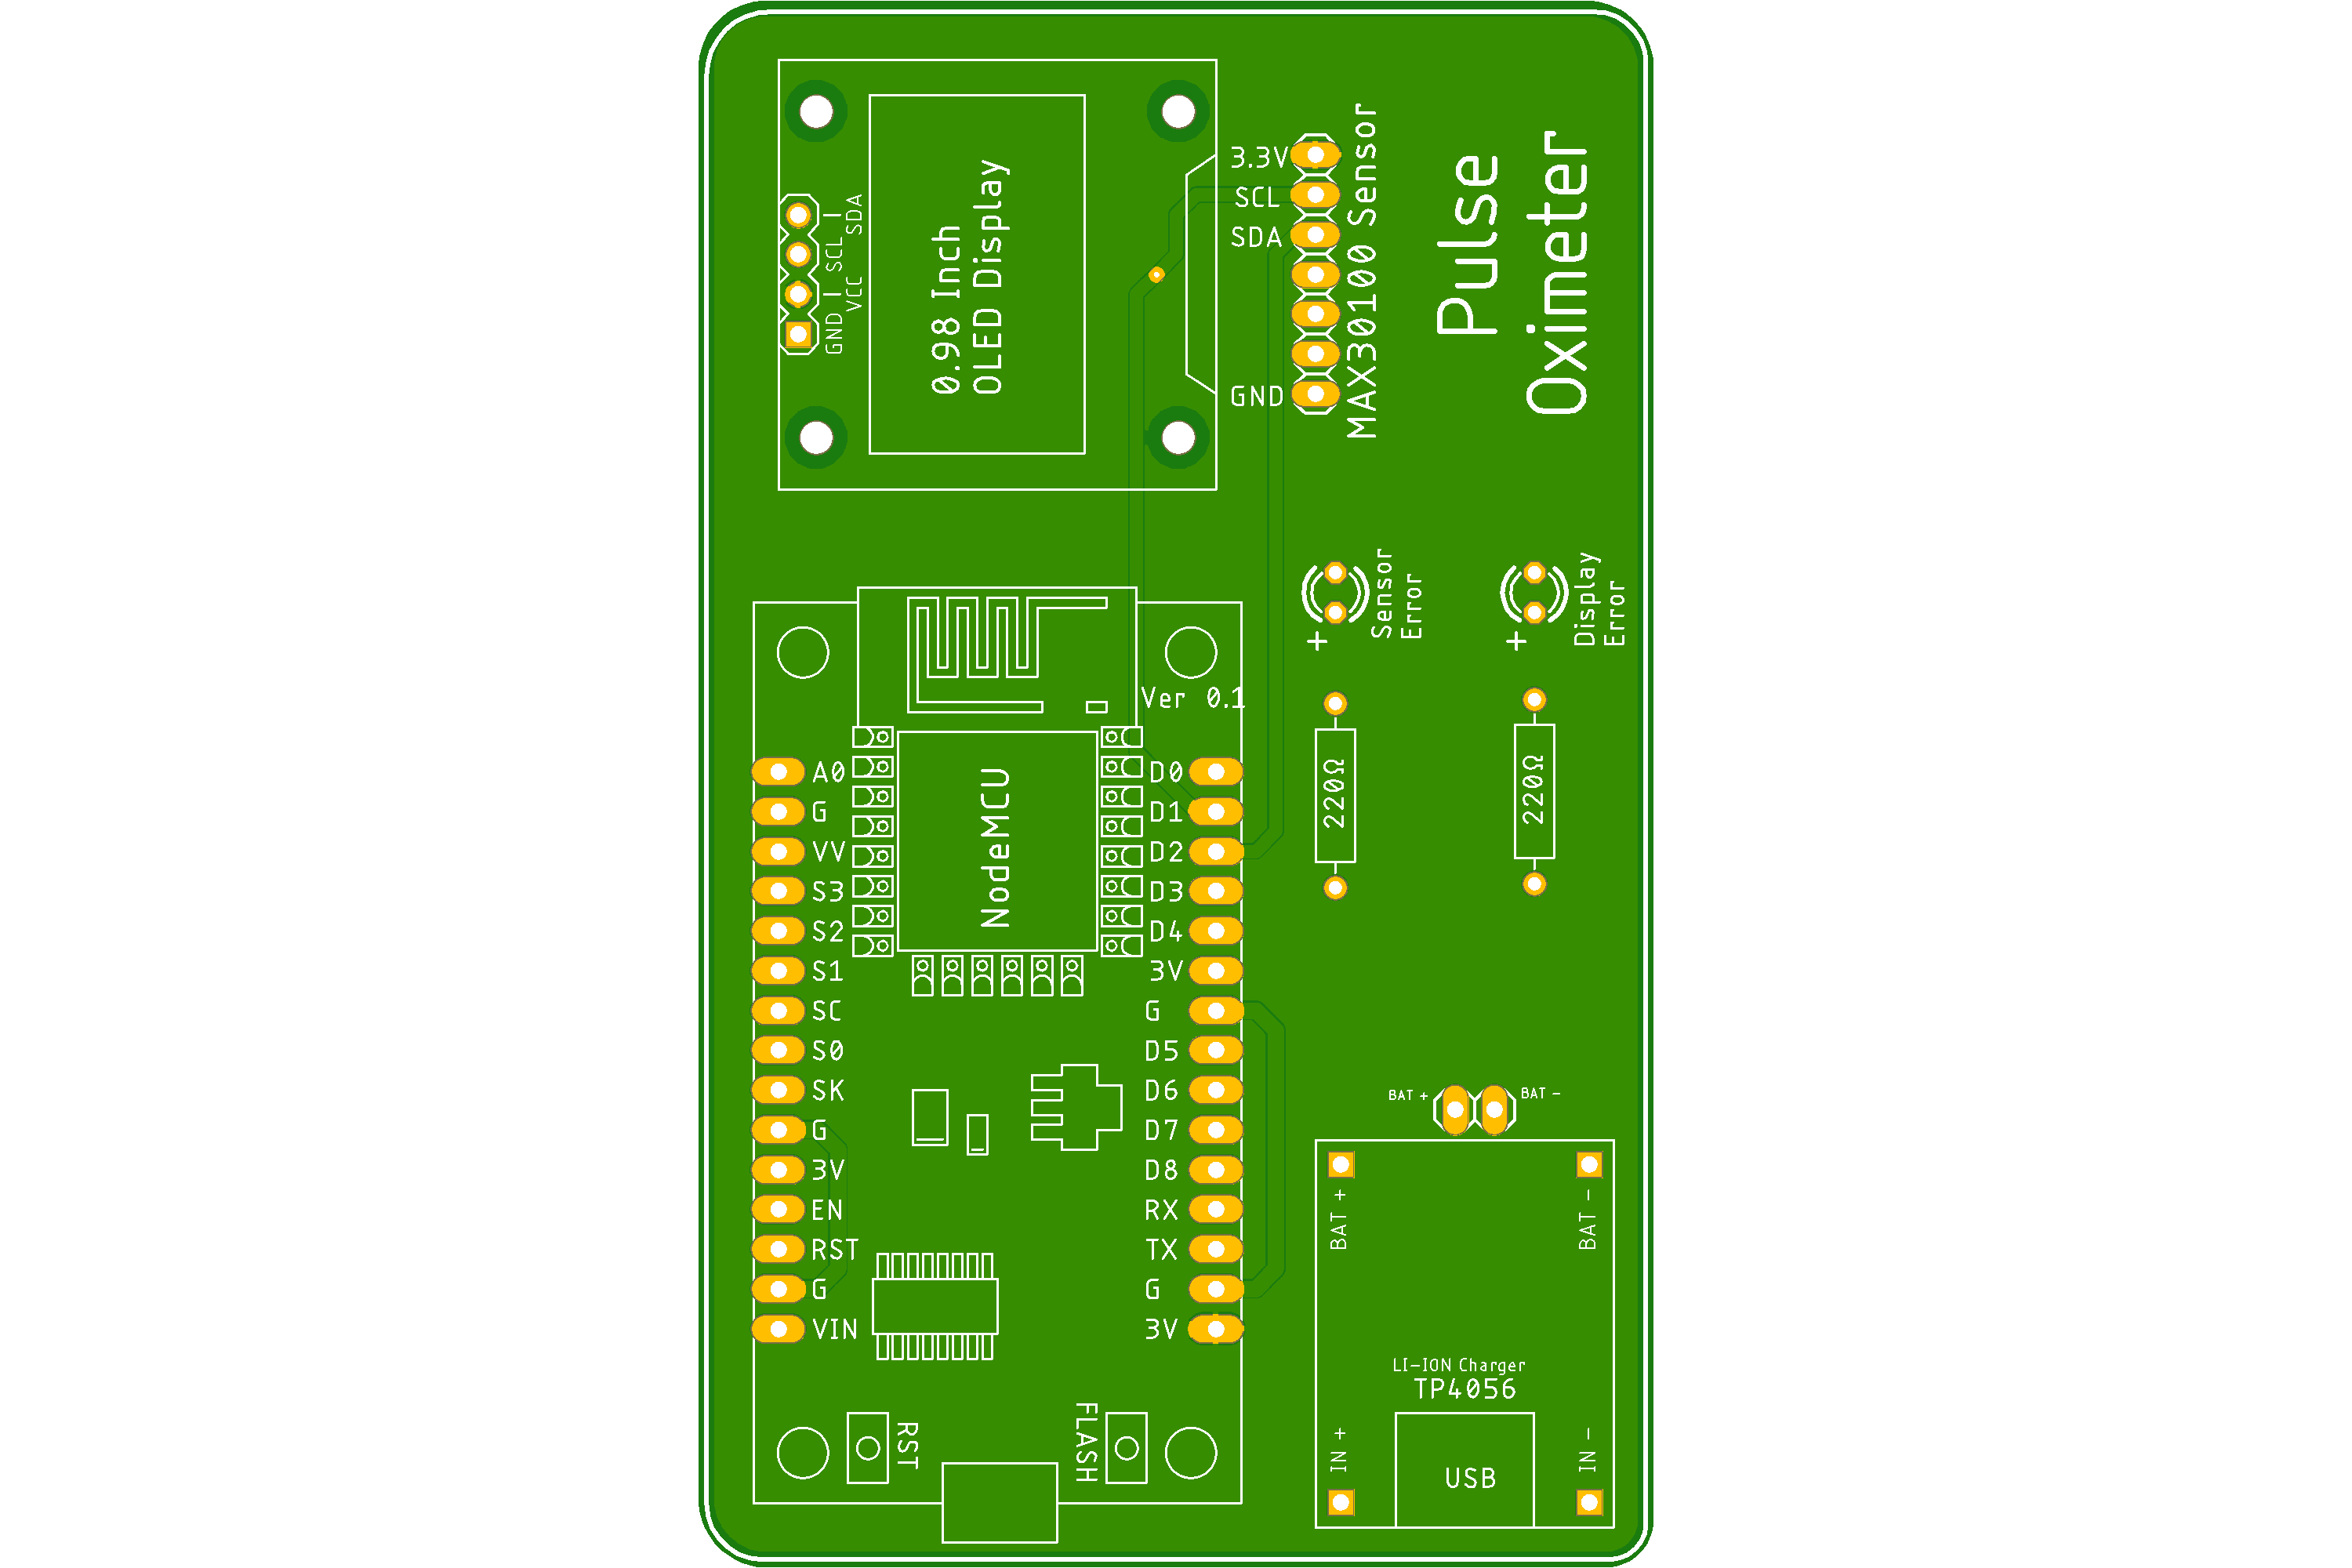 0.98 Inch
OLED Display
GND
VCC
SCL
SDA
3.3V
SCL
SDA
GND
MAX30100 Sensor
Pulse
Oximeter
Sensor
Error
+
Display
Error
+
220Ω
220Ω
Ver 0.1
NodeMCU
A0
G
VV
S3
S2
S1
SC
S0
SK
G
3V
EN
RST
G
VIN
D0
D1
D2
D3
D4
3V
G
D5
D6
D7
D8
RX
TX
G
3V
RST
FLASH
BAT +
BAT -
BAT +
BAT -
LI-ION Charger
TP4056
IN +
IN -
USB